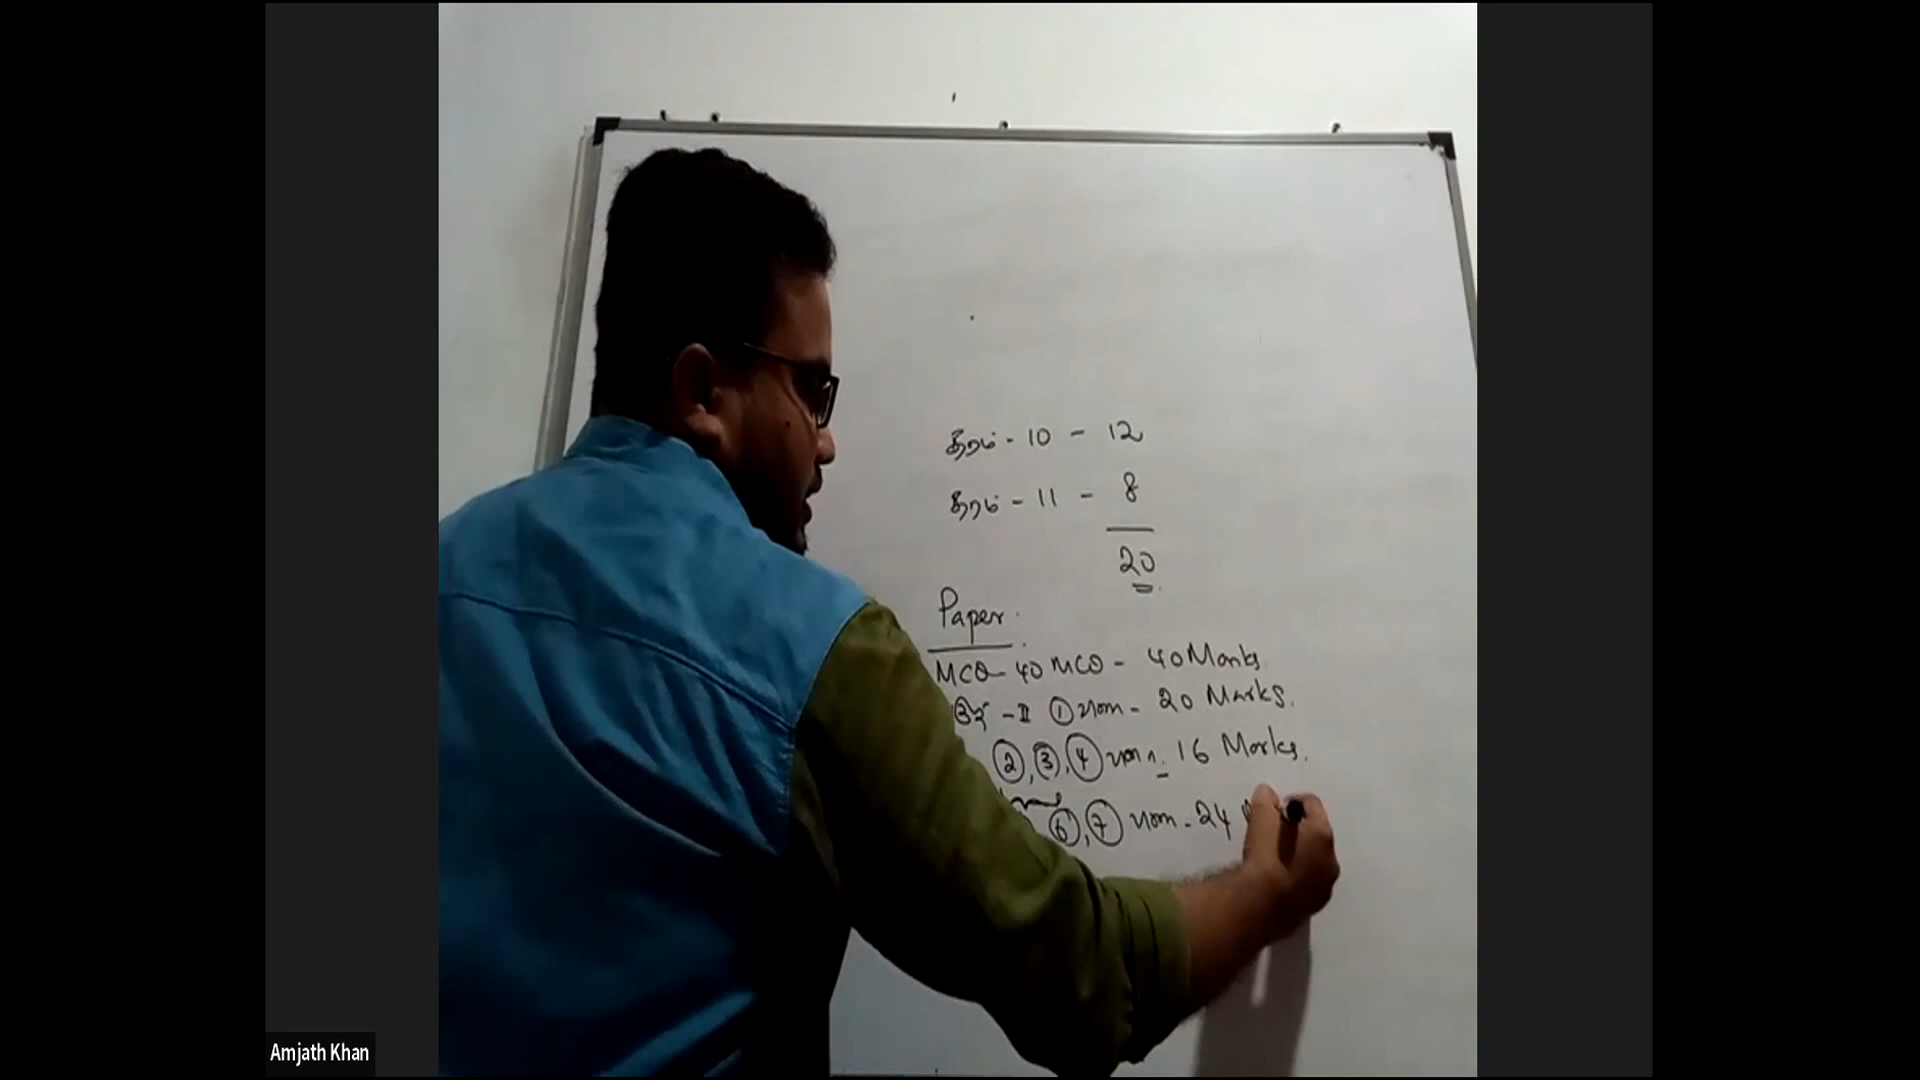 தரம் - 10 - 12
தரம் - 11 - 8
20
Paper.
MCQ - 40 MCQ - 40 Marks
- II ① வினா - 20 Marks.
②, ③, ④ வினா - 16 Marks.
⑥, ⑦ வினா - 24
Amjath Khan